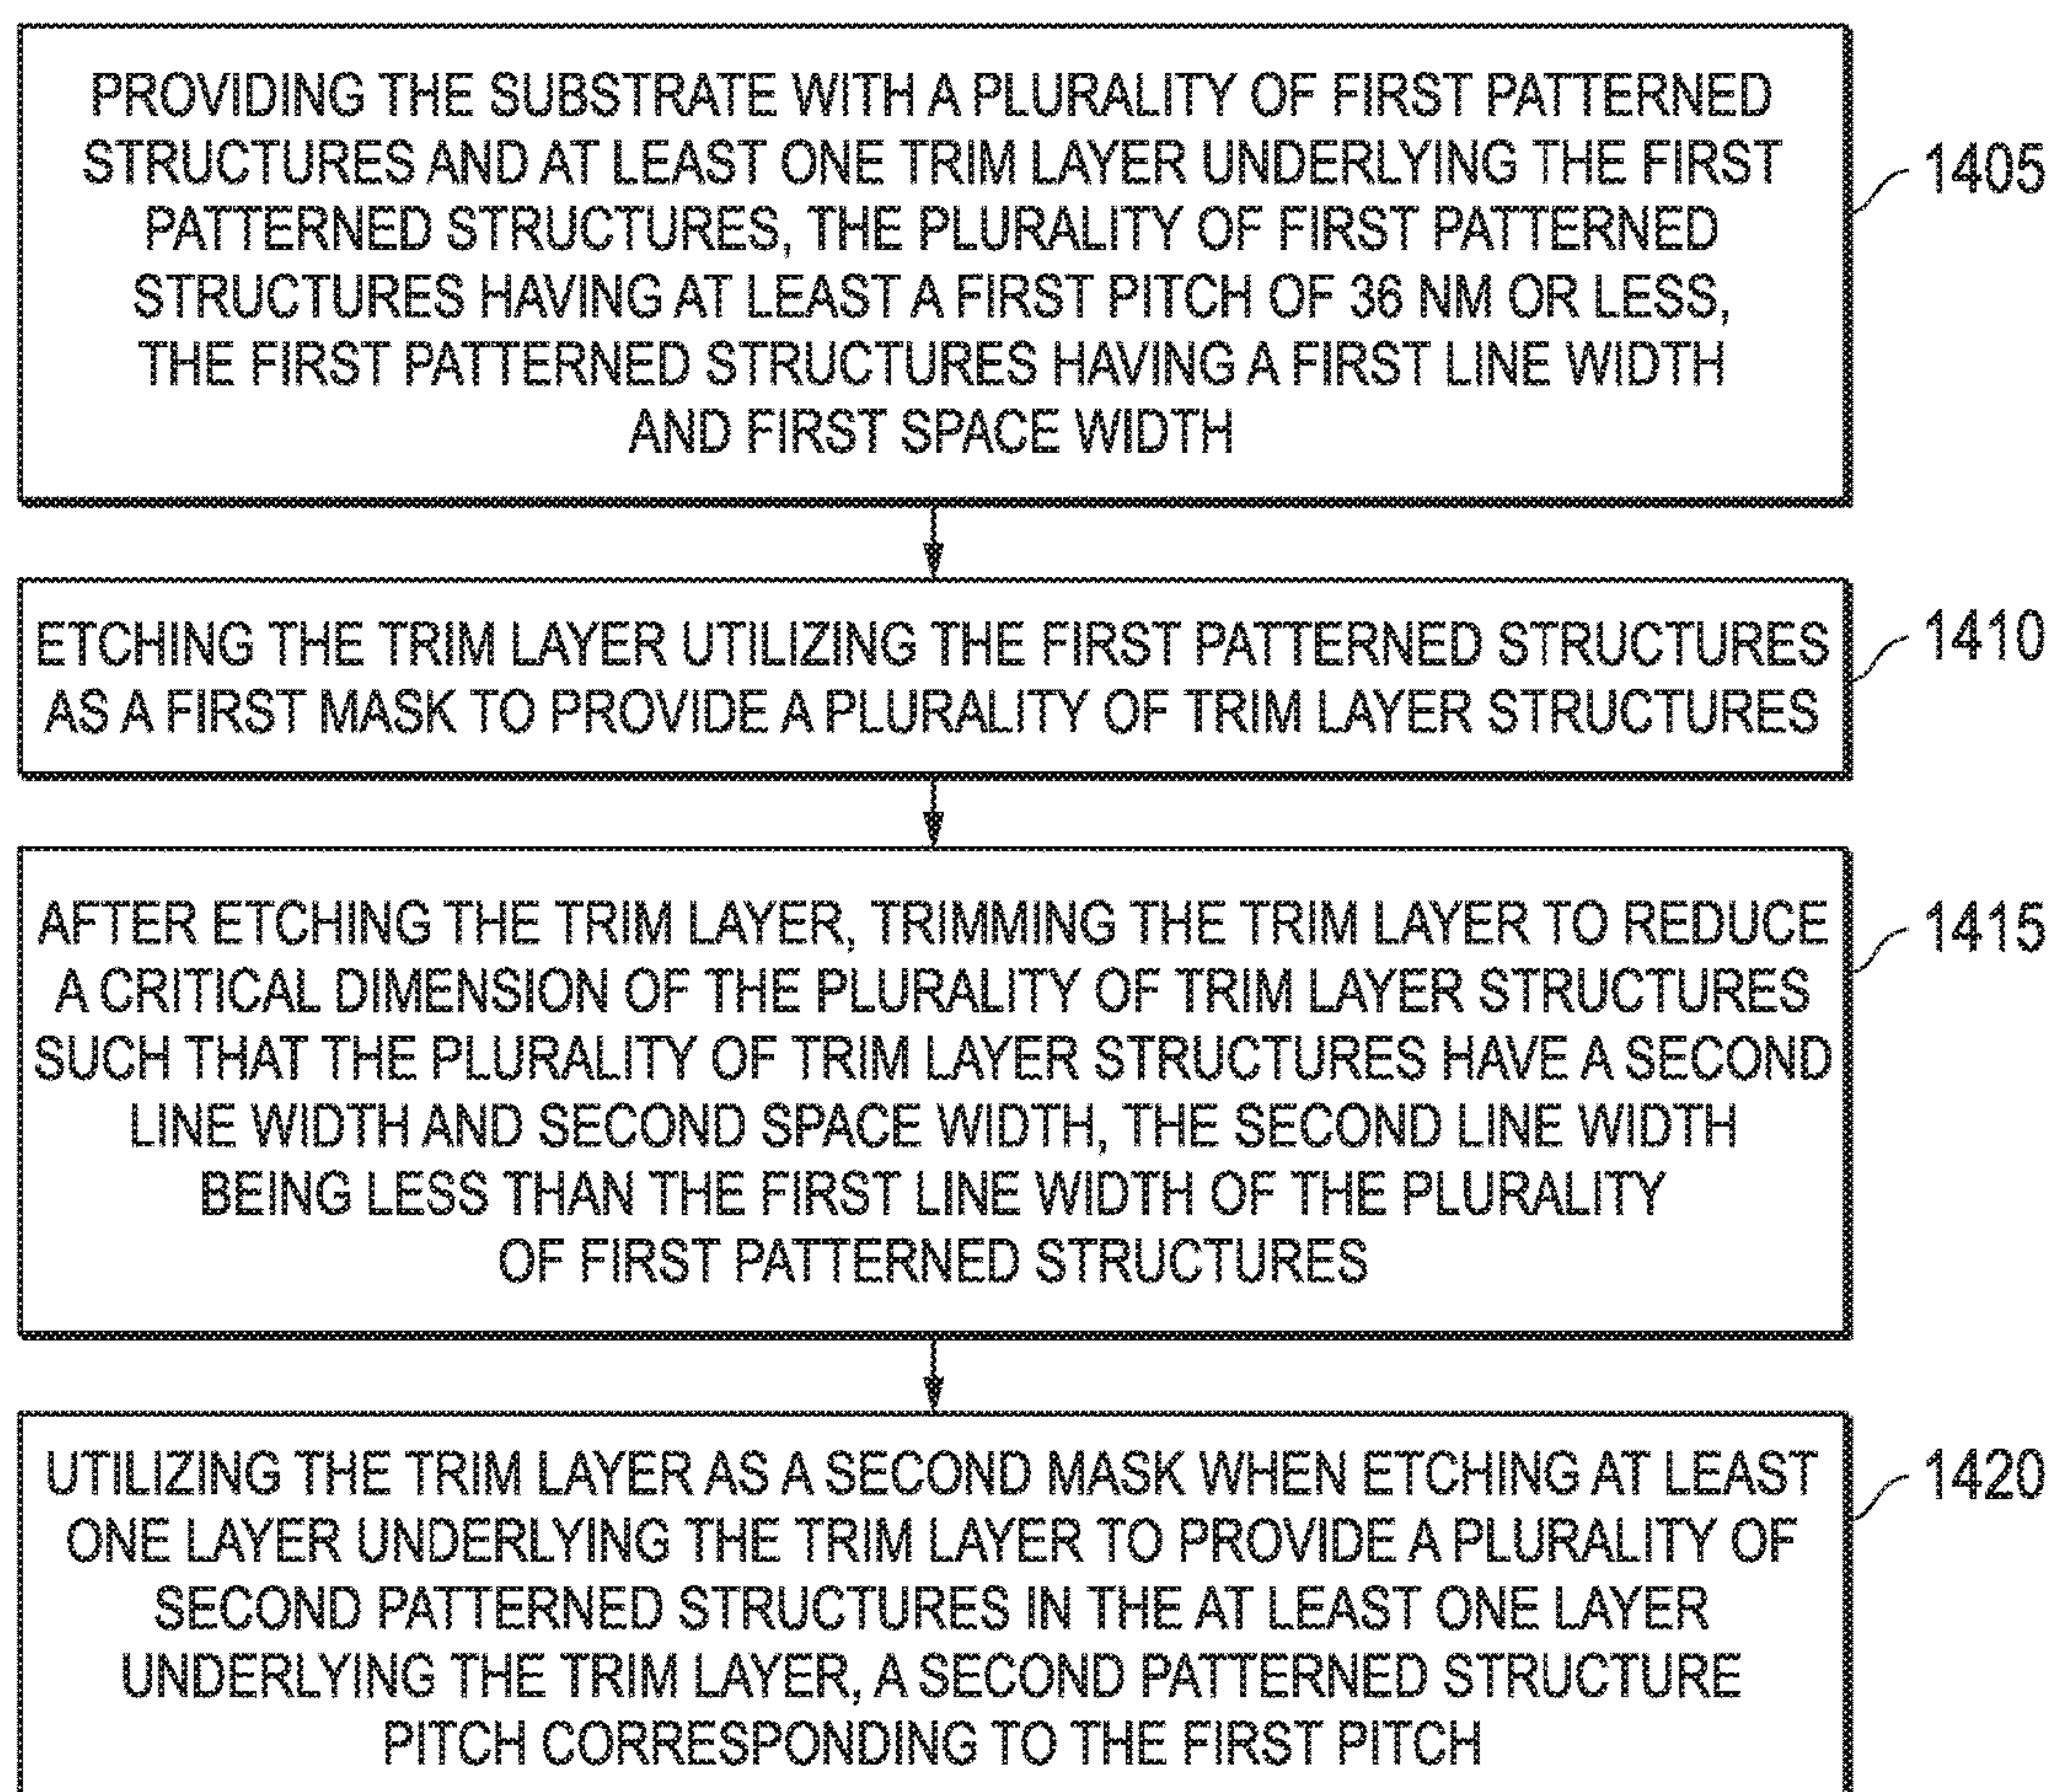 PROVIDING THE SUBSTRATE WITH A PLURALITY OF FIRST PATTERNED
STRUCTURES AND AT LEAST ONE TRIM LAYER UNDERLYING THE FIRST
PATTERNED STRUCTURES, THE PLURALITY OF FIRST PATTERNED
STRUCTURES HAVING AT LEAST A FIRST PITCH OF 36 NM OR LESS,
THE FIRST PATTERNED STRUCTURES HAVING A FIRST LINE WIDTH
AND FIRST SPACE WIDTH
1405
ETCHING THE TRIM LAYER UTILIZING THE FIRST PATTERNED STRUCTURES
AS A FIRST MASK TO PROVIDE A PLURALITY OF TRIM LAYER STRUCTURES
1410
AFTER ETCHING THE TRIM LAYER, TRIMMING THE TRIM LAYER TO REDUCE
A CRITICAL DIMENSION OF THE PLURALITY OF TRIM LAYER STRUCTURES
SUCH THAT THE PLURALITY OF TRIM LAYER STRUCTURES HAVE A SECOND
LINE WIDTH AND SECOND SPACE WIDTH, THE SECOND LINE WIDTH
BEING LESS THAN THE FIRST LINE WIDTH OF THE PLURALITY
OF FIRST PATTERNED STRUCTURES
1415
UTILIZING THE TRIM LAYER AS A SECOND MASK WHEN ETCHING AT LEAST
ONE LAYER UNDERLYING THE TRIM LAYER TO PROVIDE A PLURALITY OF
SECOND PATTERNED STRUCTURES IN THE AT LEAST ONE LAYER
UNDERLYING THE TRIM LAYER, A SECOND PATTERNED STRUCTURE
PITCH CORRESPONDING TO THE FIRST PITCH
1420